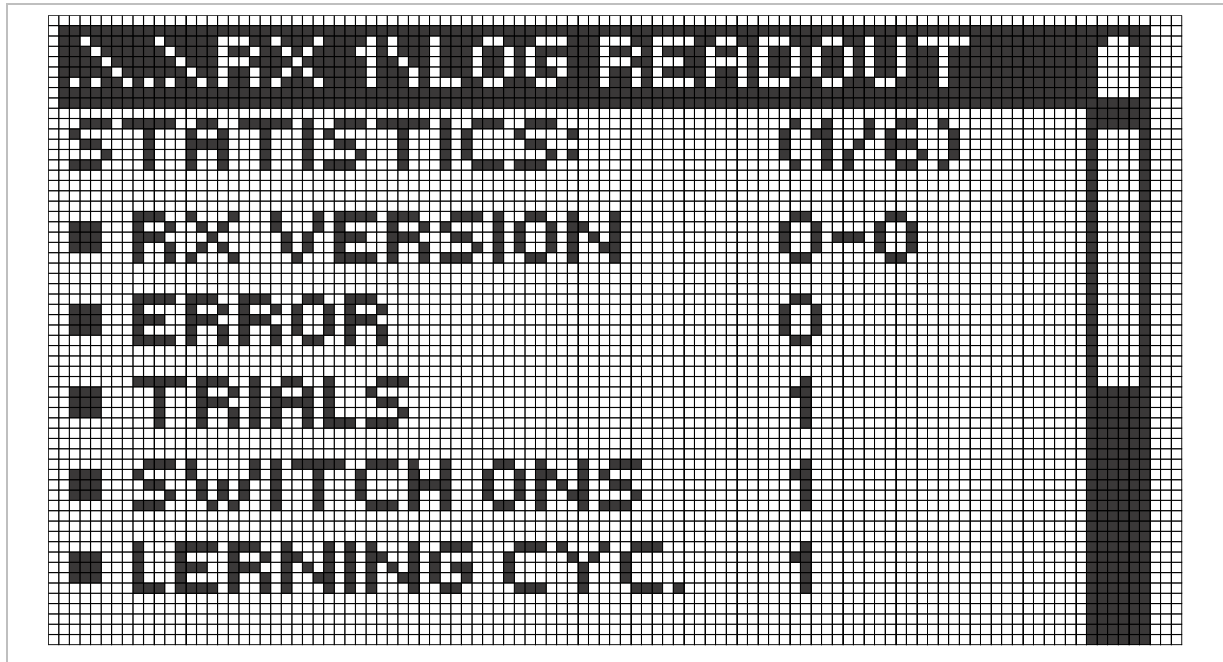 ..\..\RX 1\LOG READOUT
STATISTICS: (1/6)
■ RX VERSION 0-0
■ ERROR 0
■ TRIALS 1
■ SWITCH ONS 1
■ LERNING CYC. 1